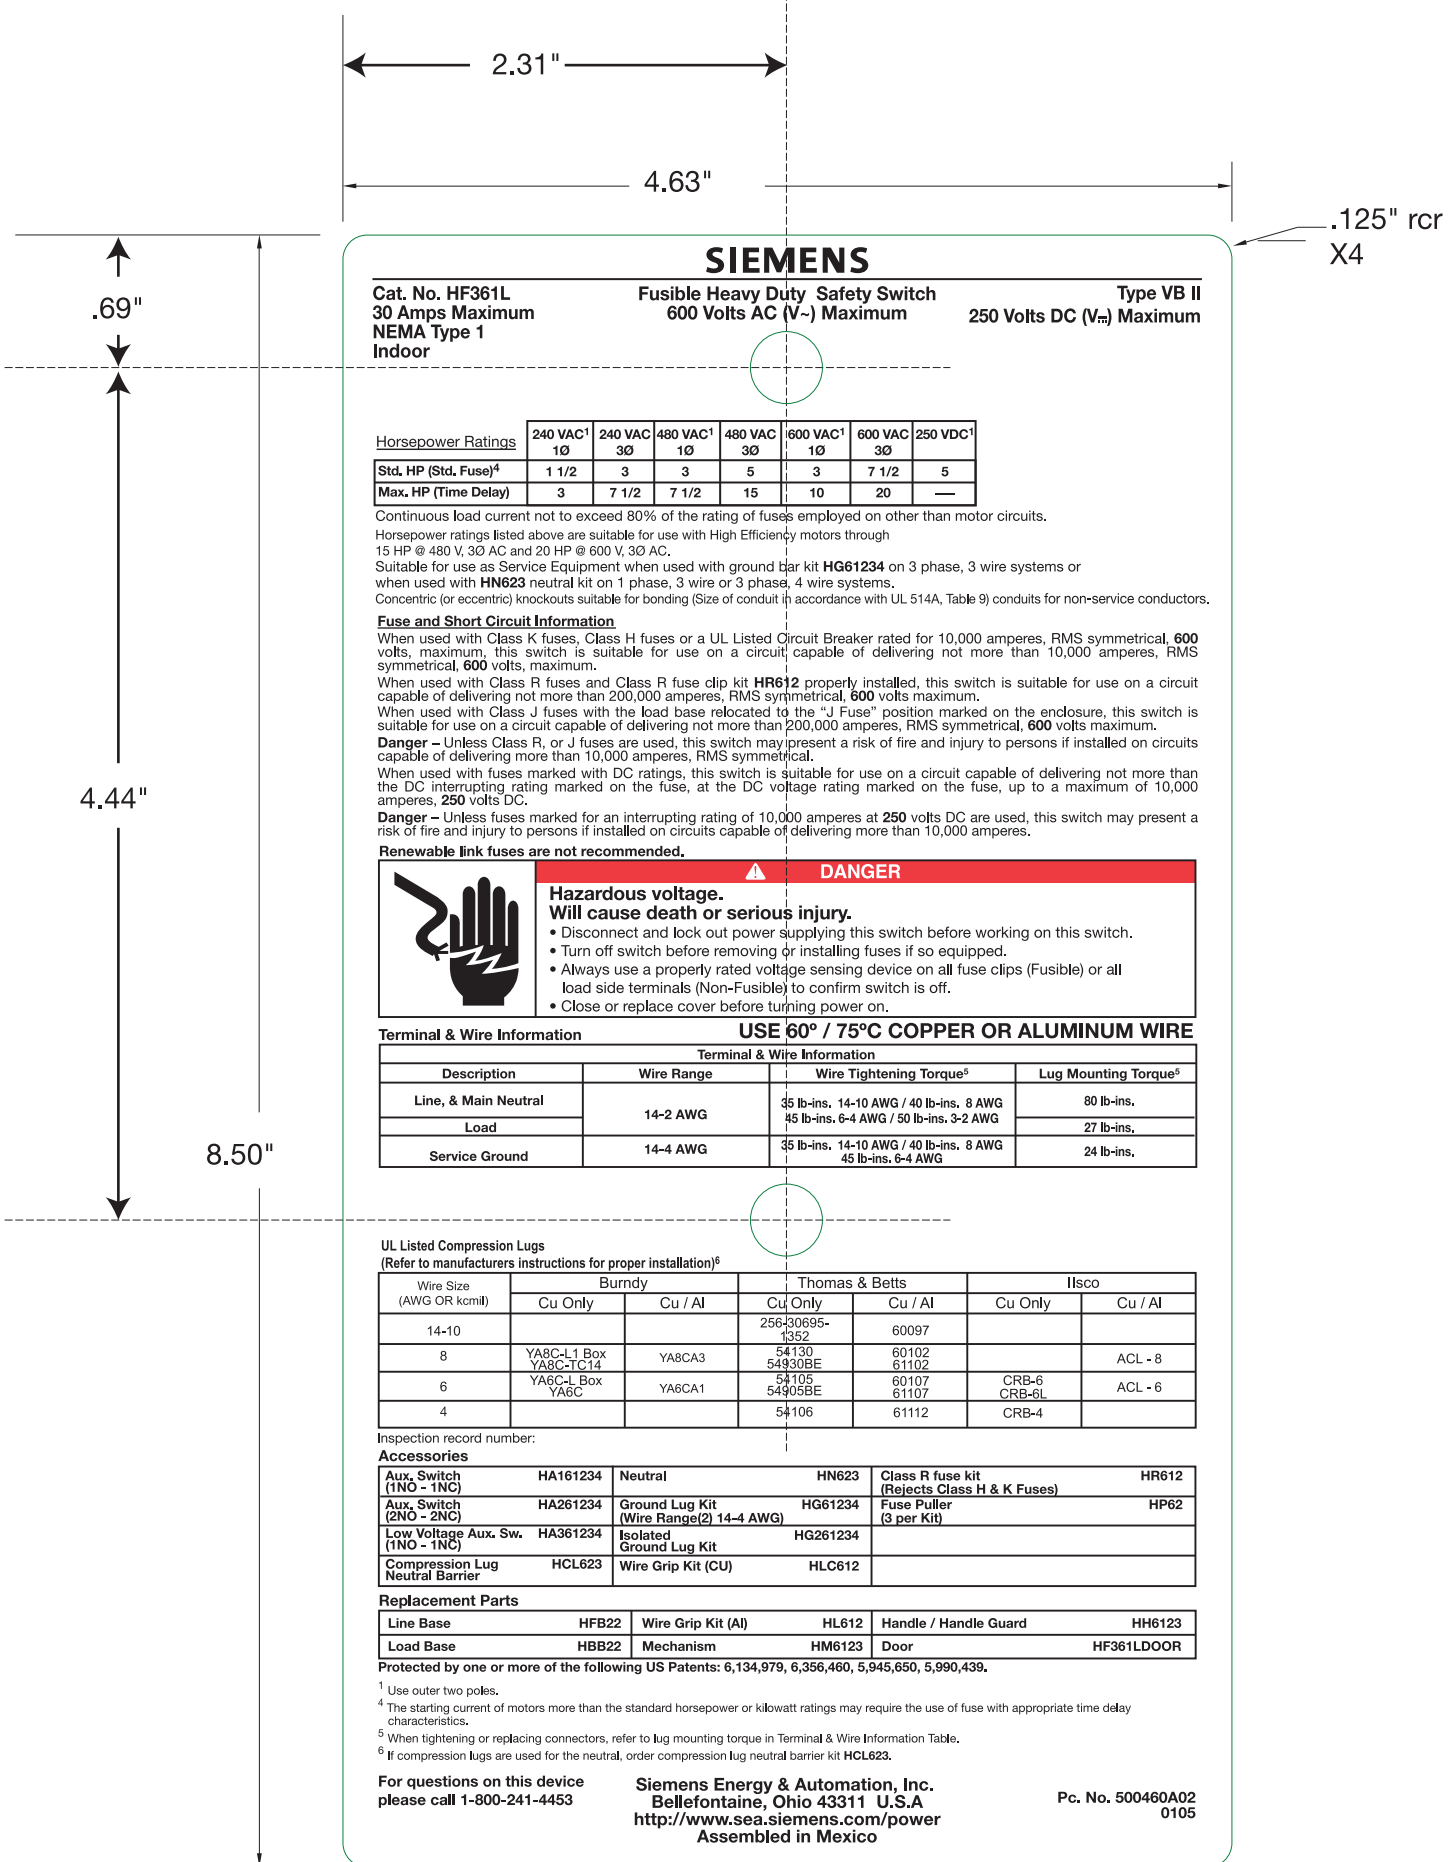 2.31"
4.63"
.125" rcr
X4
.69"
4.44"
8.50"
SIEMENS
Cat. No. HF361L Fusible Heavy Duty Safety Switch Type VB II
30 Amps Maximum 600 Volts AC (V~) Maximum 250 Volts DC (V⎓) Maximum
NEMA Type 1
Indoor
Horsepower Ratings 240 VAC¹ 1Ø 240 VAC 3Ø 480 VAC¹ 1Ø 480 VAC 3Ø 600 VAC¹ 1Ø 600 VAC 3Ø 250 VDC¹
Std. HP (Std. Fuse)⁴ 1 1/2 3 3 5 3 7 1/2 5
Max. HP (Time Delay) 3 7 1/2 7 1/2 15 10 20 —
Continuous load current not to exceed 80% of the rating of fuses employed on other than motor circuits.
Horsepower ratings listed above are suitable for use with High Efficiency motors through
15 HP @ 480 V, 3Ø AC and 20 HP @ 600 V, 3Ø AC.
Suitable for use as Service Equipment when used with ground bar kit HG61234 on 3 phase, 3 wire systems or
when used with HN623 neutral kit on 1 phase, 3 wire or 3 phase, 4 wire systems.
Concentric (or eccentric) knockouts suitable for bonding (Size of conduit in accordance with UL 514A, Table 9) conduits for non-service conductors.
Fuse and Short Circuit Information
When used with Class K fuses, Class H fuses or a UL Listed Circuit Breaker rated for 10,000 amperes, RMS symmetrical, 600
volts, maximum, this switch is suitable for use on a circuit capable of delivering not more than 10,000 amperes, RMS
symmetrical, 600 volts, maximum.
When used with Class R fuses and Class R fuse clip kit HR612 properly installed, this switch is suitable for use on a circuit
capable of delivering not more than 200,000 amperes, RMS symmetrical, 600 volts maximum.
When used with Class J fuses with the load base relocated to the “J Fuse” position marked on the enclosure, this switch is
suitable for use on a circuit capable of delivering not more than 200,000 amperes, RMS symmetrical, 600 volts maximum.
Danger – Unless Class R, or J fuses are used, this switch may present a risk of fire and injury to persons if installed on circuits
capable of delivering more than 10,000 amperes, RMS symmetrical.
When used with fuses marked with DC ratings, this switch is suitable for use on a circuit capable of delivering not more than
the DC interrupting rating marked on the fuse, at the DC voltage rating marked on the fuse, up to a maximum of 10,000
amperes, 250 volts DC.
Danger – Unless fuses marked for an interrupting rating of 10,000 amperes at 250 volts DC are used, this switch may present a
risk of fire and injury to persons if installed on circuits capable of delivering more than 10,000 amperes.
Renewable link fuses are not recommended.
DANGER
Hazardous voltage.
Will cause death or serious injury.
• Disconnect and lock out power supplying this switch before working on this switch.
• Turn off switch before removing or installing fuses if so equipped.
• Always use a properly rated voltage sensing device on all fuse clips (Fusible) or all
load side terminals (Non-Fusible) to confirm switch is off.
• Close or replace cover before turning power on.
Terminal & Wire Information USE 60º / 75ºC COPPER OR ALUMINUM WIRE
Terminal & Wire Information
Description Wire Range Wire Tightening Torque⁵ Lug Mounting Torque⁵
Line, & Main Neutral 14-2 AWG 35 lb-ins. 14-10 AWG / 40 lb-ins. 8 AWG 80 lb-ins.
45 lb-ins. 6-4 AWG / 50 lb-ins. 3-2 AWG
Load 27 lb-ins.
Service Ground 14-4 AWG 35 lb-ins. 14-10 AWG / 40 lb-ins. 8 AWG 24 lb-ins.
45 lb-ins. 6-4 AWG
UL Listed Compression Lugs
(Refer to manufacturers instructions for proper installation)⁶
Wire Size (AWG OR kcmil) Burndy Thomas & Betts Ilsco
Cu Only Cu / Al Cu Only Cu / Al Cu Only Cu / Al
14-10 256-30695-1352 60097
8 YA8C-L1 Box YA8C-TC14 YA8CA3 54130 54930BE 60102 61102 ACL - 8
6 YA6C-L Box YA6C YA6CA1 54105 54905BE 60107 61107 CRB-6 CRB-6L ACL - 6
4 54106 61112 CRB-4
Inspection record number:
Accessories
Aux. Switch (1NO - 1NC) HA161234 Neutral HN623 Class R fuse kit (Rejects Class H & K Fuses) HR612
Aux. Switch (2NO - 2NC) HA261234 Ground Lug Kit (Wire Range(2) 14-4 AWG) HG61234 Fuse Puller (3 per Kit) HP62
Low Voltage Aux. Sw. (1NO - 1NC) HA361234 Isolated Ground Lug Kit HG261234
Compression Lug Neutral Barrier HCL623 Wire Grip Kit (CU) HLC612
Replacement Parts
Line Base HFB22 Wire Grip Kit (Al) HL612 Handle / Handle Guard HH6123
Load Base HBB22 Mechanism HM6123 Door HF361LDOOR
Protected by one or more of the following US Patents: 6,134,979, 6,356,460, 5,945,650, 5,990,439.
¹ Use outer two poles.
⁴ The starting current of motors more than the standard horsepower or kilowatt ratings may require the use of fuse with appropriate time delay
characteristics.
⁵ When tightening or replacing connectors, refer to lug mounting torque in Terminal & Wire Information Table.
⁶ If compression lugs are used for the neutral, order compression lug neutral barrier kit HCL623.
For questions on this device
please call 1-800-241-4453
Siemens Energy & Automation, Inc.
Bellefontaine, Ohio 43311 U.S.A
http://www.sea.siemens.com/power
Assembled in Mexico
Pc. No. 500460A02
0105